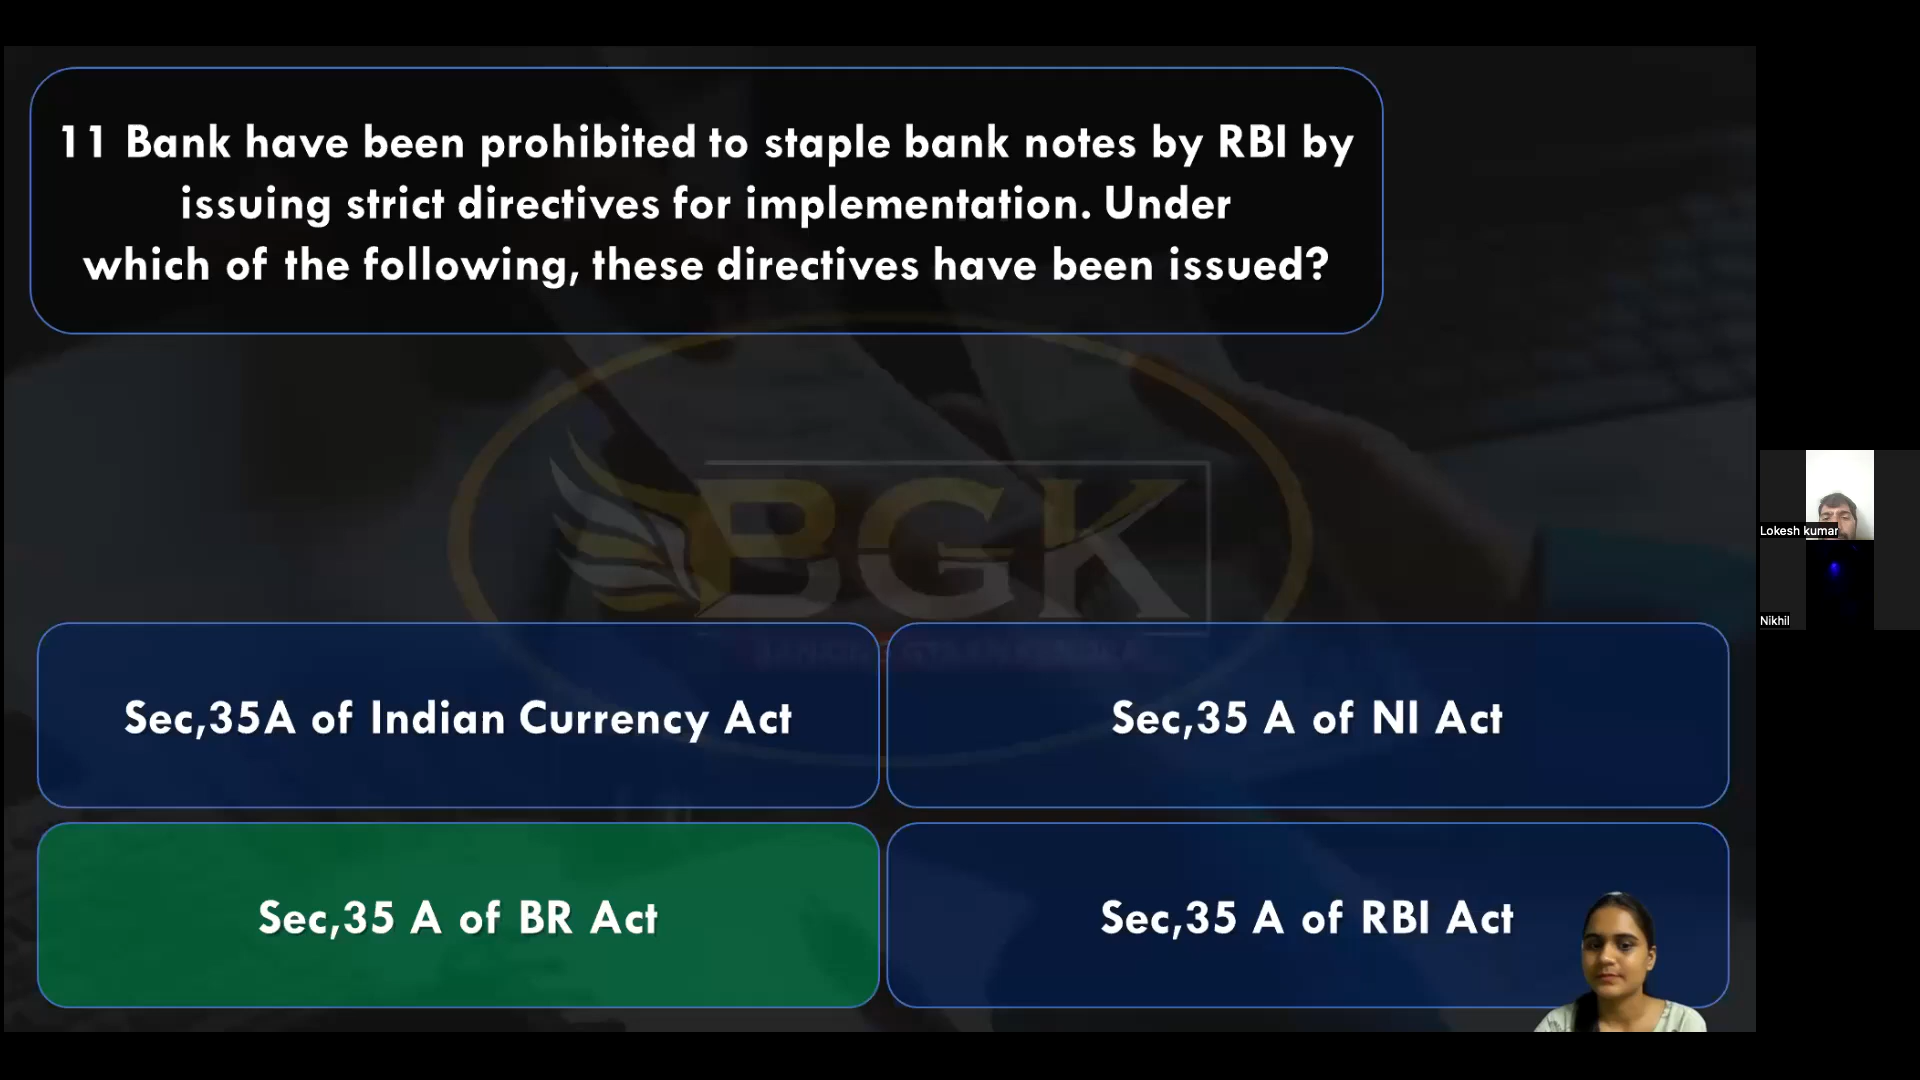 11 Bank have been prohibited to staple bank notes by RBI by
issuing strict directives for implementation. Under
which of the following, these directives have been issued?
BGK
Sec,35A of Indian Currency Act
Sec,35 A of NI Act
Sec,35 A of BR Act
Sec,35 A of RBI Act
Lokesh kumar
Nikhil